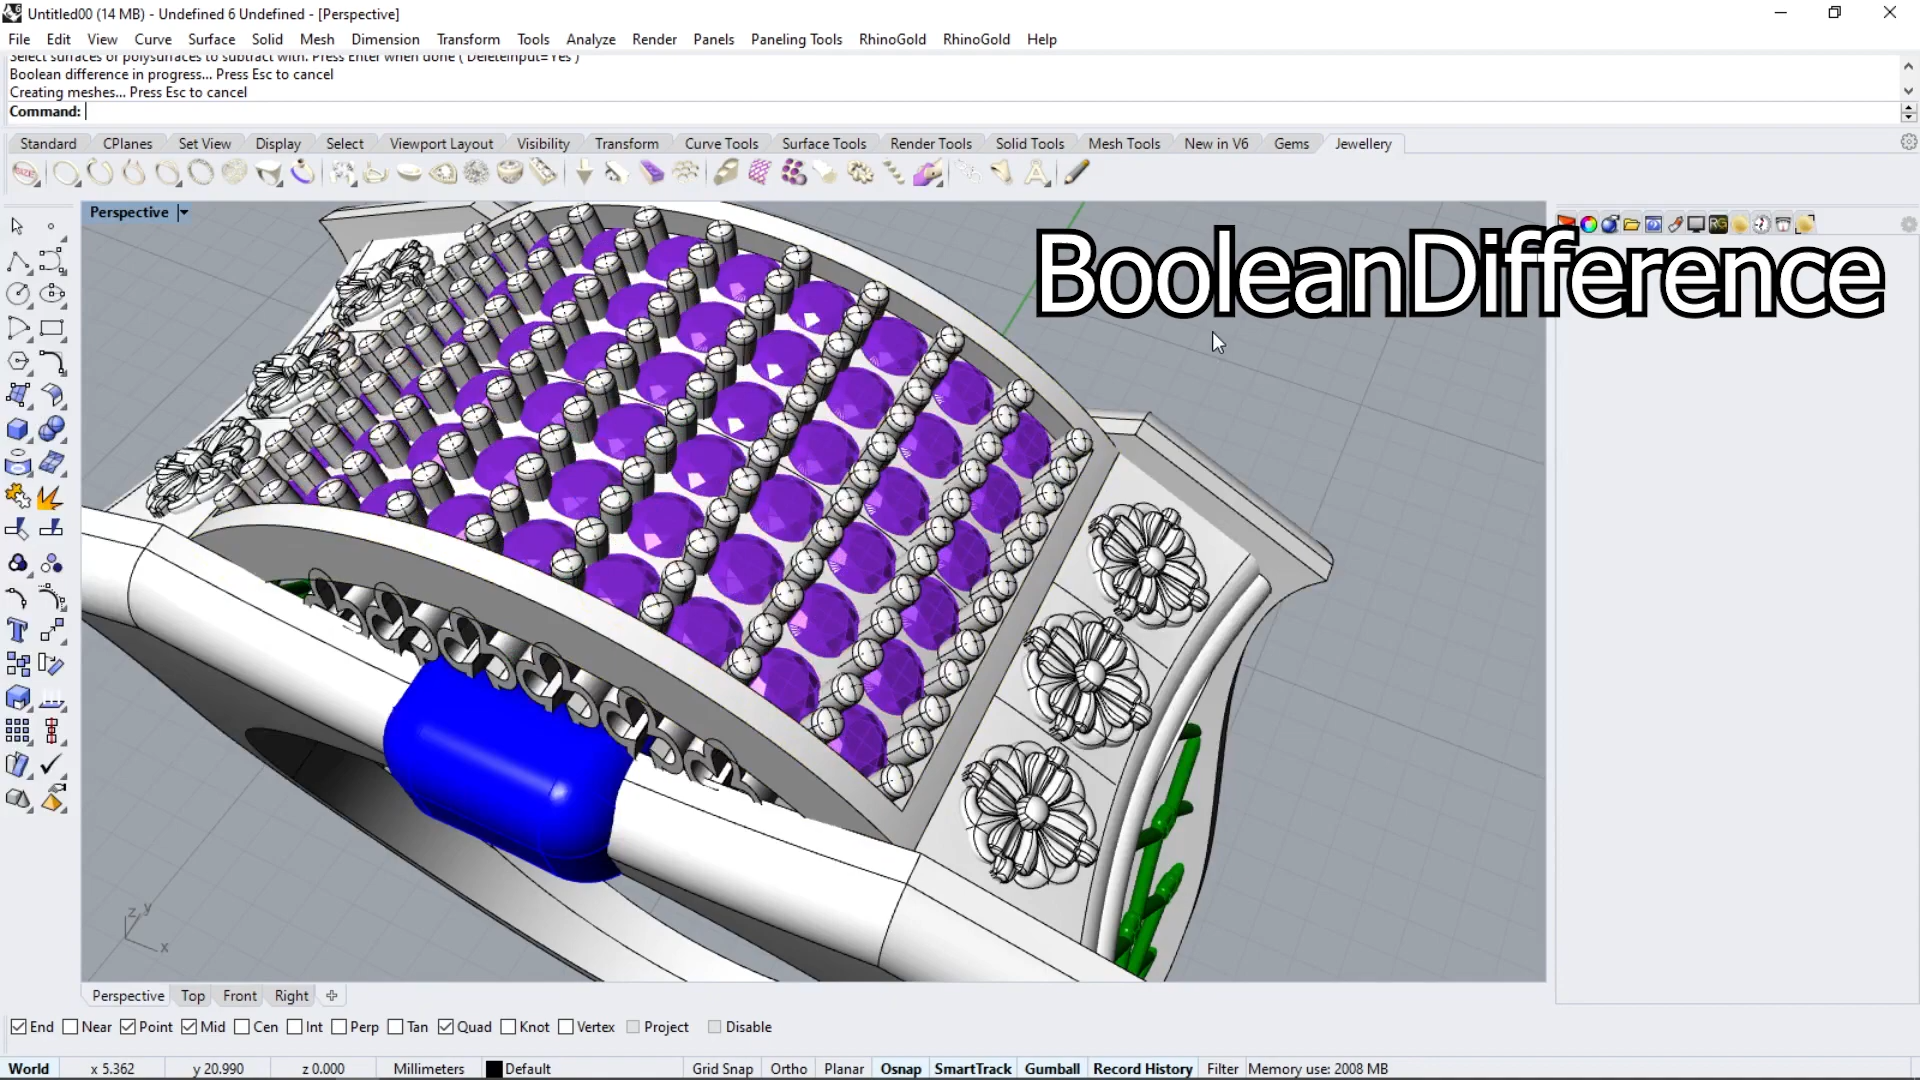 Untitled00 (14 MB) - Undefined 6 Undefined - [Perspective]
File Edit View Curve Surface Solid Mesh Dimension Transform Tools Analyze Render Panels Paneling Tools RhinoGold RhinoGold Help
Select surfaces or polysurfaces to subtract with. Press Enter when done ( DeleteInput=Yes )
Boolean difference in progress... Press Esc to cancel
Creating meshes... Press Esc to cancel
Command:
Standard CPlanes Set View Display Select Viewport Layout Visibility Transform Curve Tools Surface Tools Render Tools Solid Tools Mesh Tools New in V6 Gems Jewellery
Perspective
BooleanDifference
z y
x
Perspective Top Front Right
End Near Point Mid Cen Int Perp Tan Quad Knot Vertex Project Disable
World x 5.362 y 20.990 z 0.000 Millimeters Default Grid Snap Ortho Planar Osnap SmartTrack Gumball Record History Filter Memory use: 2008 MB